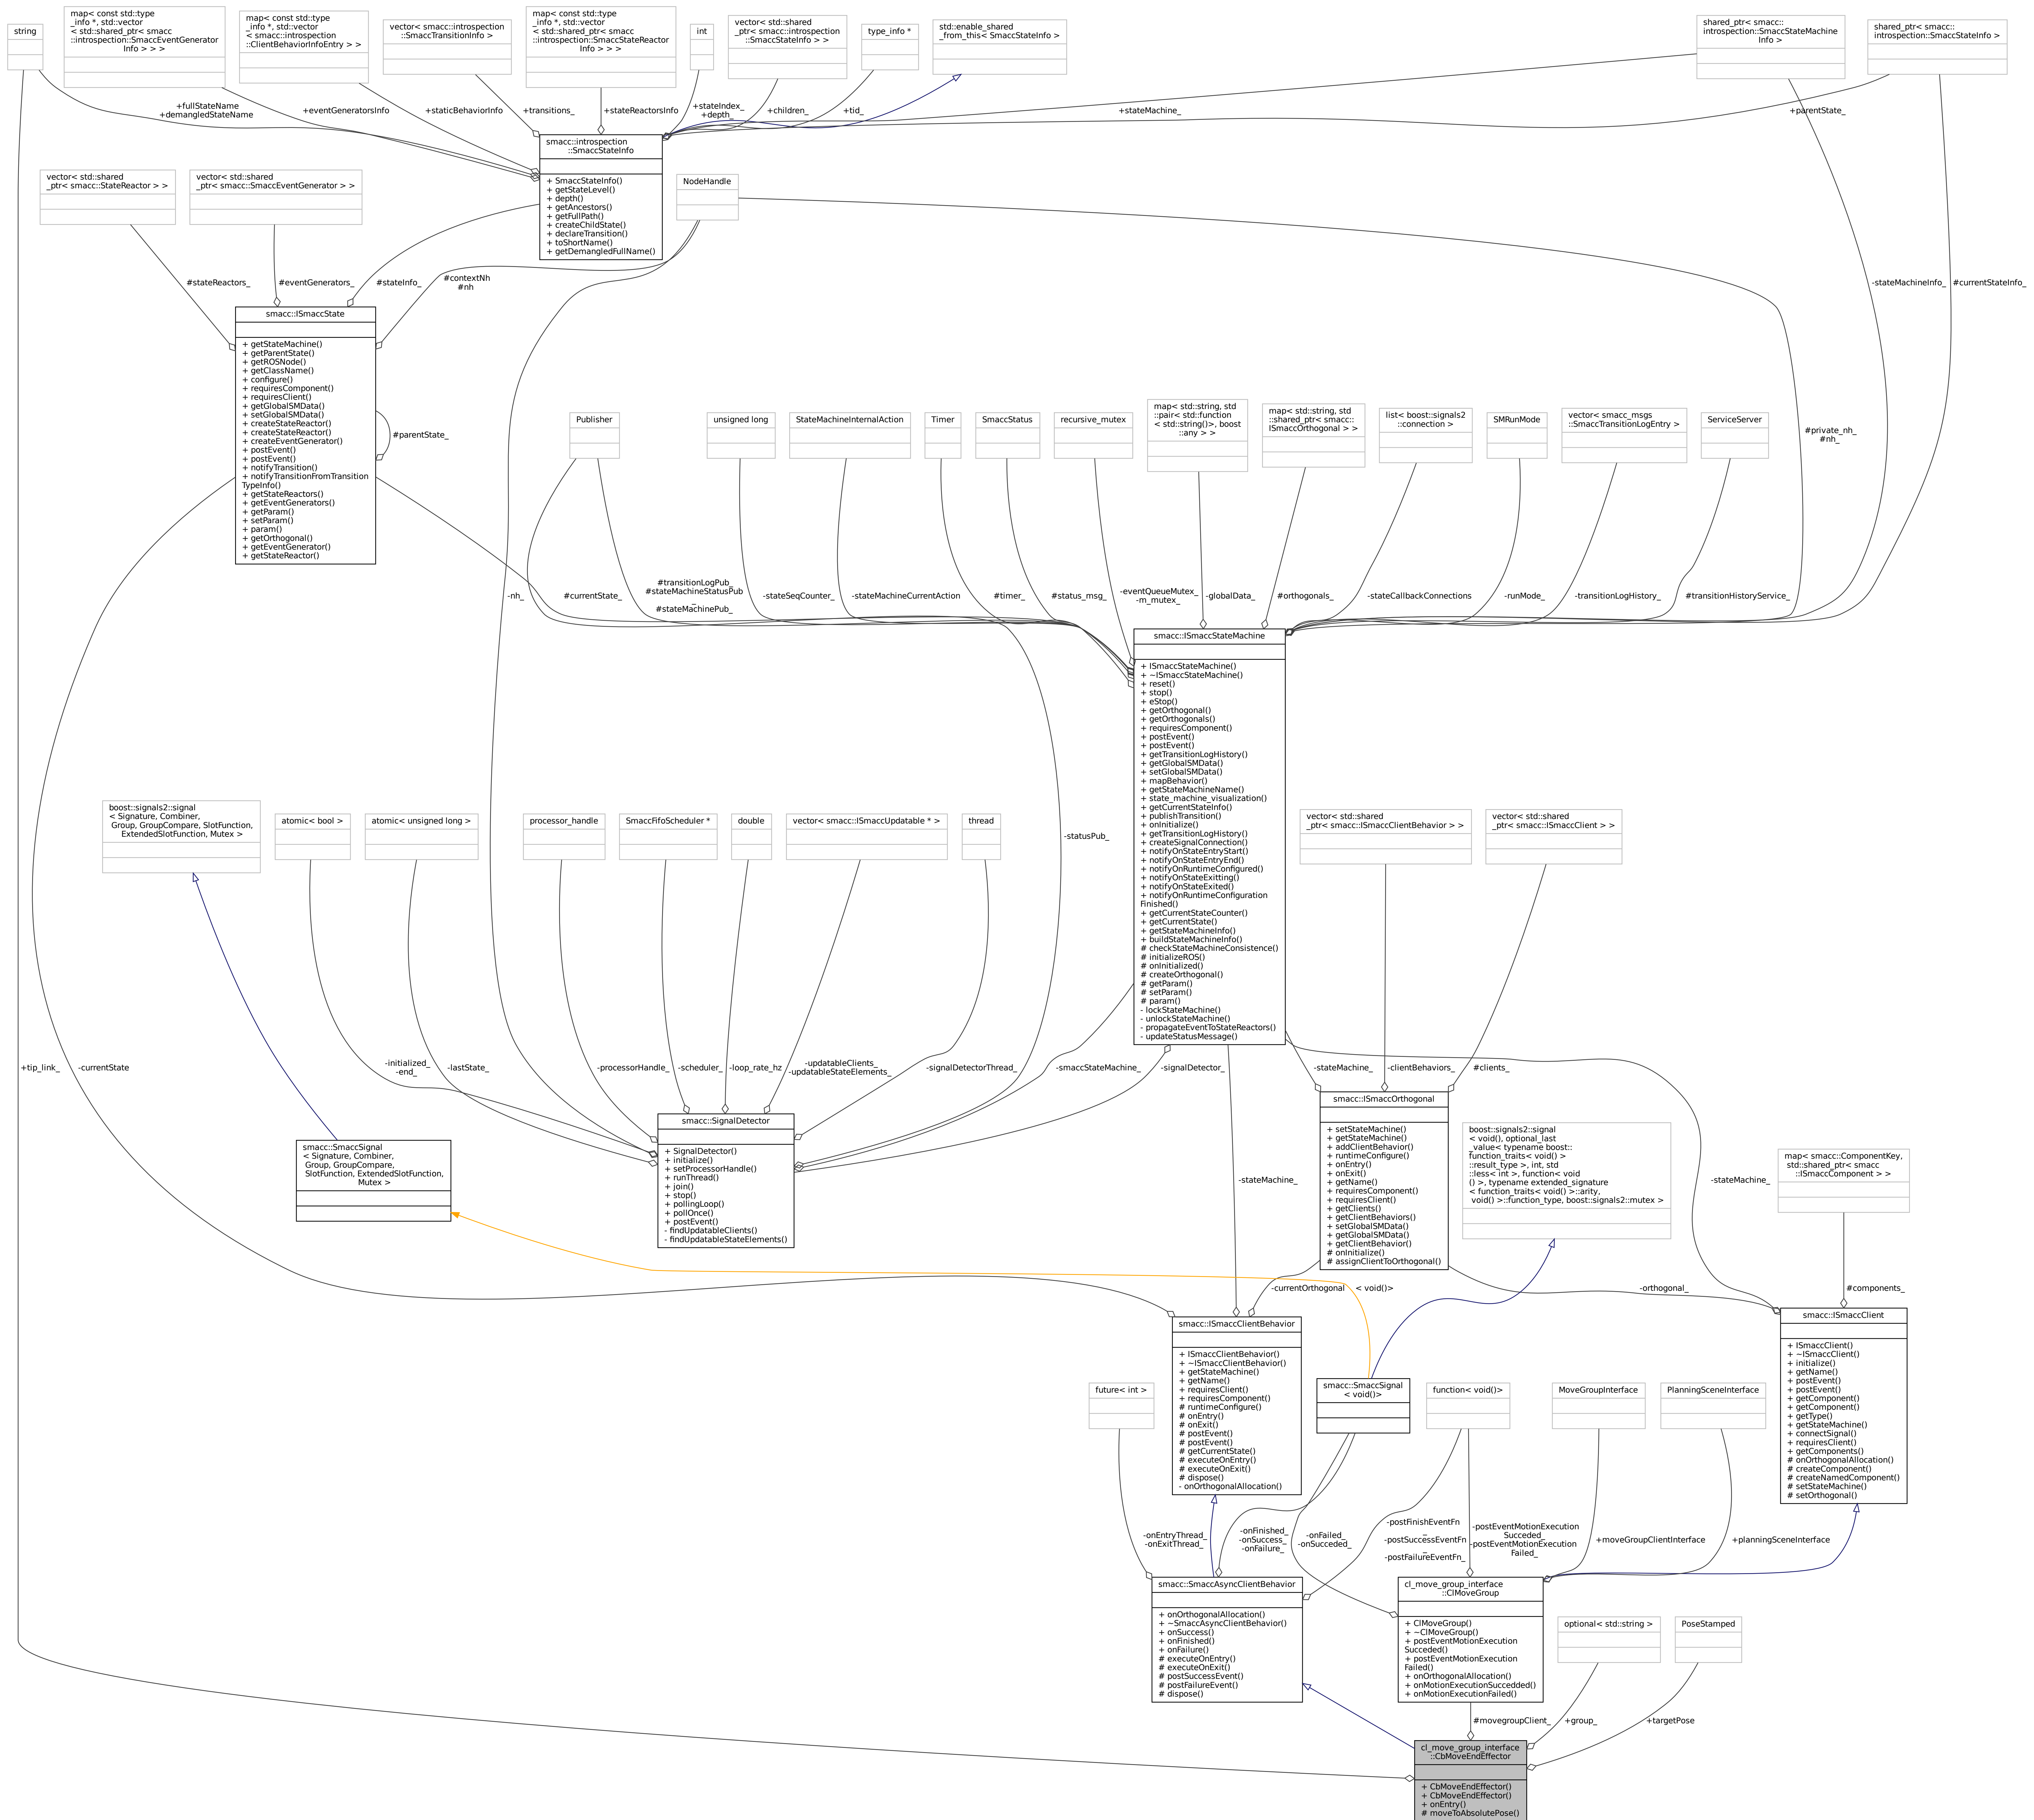 string
map< const std::type
_info *, std::vector
< std::shared_ptr< smacc
::introspection::SmaccEventGenerator
Info > > >
map< const std::type
_info *, std::vector
< smacc::introspection
::ClientBehaviorInfoEntry > >
vector< smacc::introspection
::SmaccTransitionInfo >
map< const std::type
_info *, std::vector
< std::shared_ptr< smacc
::introspection::SmaccStateReactor
Info > > >
int
vector< std::shared
_ptr< smacc::introspection
::SmaccStateInfo > >
type_info *
std::enable_shared
_from_this< SmaccStateInfo >
shared_ptr< smacc::
introspection::SmaccStateMachine
Info >
shared_ptr< smacc::
introspection::SmaccStateInfo >
+fullStateName
+demangledStateName
+eventGeneratorsInfo
+staticBehaviorInfo
+transitions_
+stateReactorsInfo
+stateIndex_
+depth_
+children_
+tid_
+stateMachine_
+parentState_
smacc::introspection
::SmaccStateInfo
+ SmaccStateInfo()
+ getStateLevel()
+ depth()
+ getAncestors()
+ getFullPath()
+ createChildState()
+ declareTransition()
+ toShortName()
+ getDemangledFullName()
vector< std::shared
_ptr< smacc::StateReactor > >
vector< std::shared
_ptr< smacc::SmaccEventGenerator > >
NodeHandle
#stateReactors_
#eventGenerators_
#stateInfo_
#contextNh
#nh
-stateMachineInfo_
#currentStateInfo_
smacc::ISmaccState
+ getStateMachine()
+ getParentState()
+ getROSNode()
+ getClassName()
+ configure()
+ requiresComponent()
+ requiresClient()
+ getGlobalSMData()
+ setGlobalSMData()
+ createStateReactor()
+ createStateReactor()
+ createEventGenerator()
+ postEvent()
+ postEvent()
+ notifyTransition()
+ notifyTransitionFromTransition
TypeInfo()
+ getStateReactors()
+ getEventGenerators()
+ getParam()
+ setParam()
+ param()
+ getOrthogonal()
+ getEventGenerator()
+ getStateReactor()
#parentState_
Publisher
unsigned long
StateMachineInternalAction
Timer
SmaccStatus
recursive_mutex
map< std::string, std
::pair< std::function
< std::string()>, boost
::any > >
map< std::string, std
::shared_ptr< smacc::
ISmaccOrthogonal > >
list< boost::signals2
::connection >
SMRunMode
vector< smacc_msgs
::SmaccTransitionLogEntry >
ServiceServer
#private_nh_
#nh_
-nh_
#currentState_
#transitionLogPub_
#stateMachineStatusPub
_
#stateMachinePub_
-stateSeqCounter_
-stateMachineCurrentAction
#timer_
#status_msg_
-eventQueueMutex_
-m_mutex_
-globalData_
#orthogonals_
-stateCallbackConnections
-runMode_
-transitionLogHistory_
#transitionHistoryService_
smacc::ISmaccStateMachine
+ ISmaccStateMachine()
+ ~ISmaccStateMachine()
+ reset()
+ stop()
+ eStop()
+ getOrthogonal()
+ getOrthogonals()
+ requiresComponent()
+ postEvent()
+ postEvent()
+ getTransitionLogHistory()
+ getGlobalSMData()
+ setGlobalSMData()
+ mapBehavior()
+ getStateMachineName()
+ state_machine_visualization()
+ getCurrentStateInfo()
+ publishTransition()
+ onInitialize()
+ getTransitionLogHistory()
+ createSignalConnection()
+ notifyOnStateEntryStart()
+ notifyOnStateEntryEnd()
+ notifyOnRuntimeConfigured()
+ notifyOnStateExitting()
+ notifyOnStateExited()
+ notifyOnRuntimeConfiguration
Finished()
+ getCurrentStateCounter()
+ getCurrentState()
+ getStateMachineInfo()
+ buildStateMachineInfo()
# checkStateMachineConsistence()
# initializeROS()
# onInitialized()
# createOrthogonal()
# getParam()
# setParam()
# param()
- lockStateMachine()
- unlockStateMachine()
- propagateEventToStateReactors()
- updateStatusMessage()
boost::signals2::signal
< Signature, Combiner,
Group, GroupCompare, SlotFunction,
ExtendedSlotFunction, Mutex >
atomic< bool >
atomic< unsigned long >
processor_handle
SmaccFifoScheduler *
double
vector< smacc::ISmaccUpdatable * >
thread
-statusPub_
vector< std::shared
_ptr< smacc::ISmaccClientBehavior > >
vector< std::shared
_ptr< smacc::ISmaccClient > >
+tip_link_
-currentState
-initialized_
-end_
-lastState_
-processorHandle_
-scheduler_
-loop_rate_hz
-updatableClients_
-updatableStateElements_
-signalDetectorThread_
-smaccStateMachine_
-signalDetector_
-stateMachine_
-clientBehaviors_
#clients_
smacc::SmaccSignal
< Signature, Combiner,
Group, GroupCompare,
SlotFunction, ExtendedSlotFunction,
Mutex >
smacc::SignalDetector
+ SignalDetector()
+ initialize()
+ setProcessorHandle()
+ runThread()
+ join()
+ stop()
+ pollingLoop()
+ pollOnce()
+ postEvent()
- findUpdatableClients()
- findUpdatableStateElements()
-stateMachine_
smacc::ISmaccOrthogonal
+ setStateMachine()
+ getStateMachine()
+ addClientBehavior()
+ runtimeConfigure()
+ onEntry()
+ onExit()
+ getName()
+ requiresComponent()
+ requiresClient()
+ getClients()
+ getClientBehaviors()
+ setGlobalSMData()
+ getGlobalSMData()
+ getClientBehavior()
# onInitialize()
# assignClientToOrthogonal()
boost::signals2::signal
< void(), optional_last
_value< typename boost::
function_traits< void() >
::result_type >, int, std
::less< int >, function< void
() >, typename extended_signature
< function_traits< void() >::arity,
void() >::function_type, boost::signals2::mutex >
-stateMachine_
map< smacc::ComponentKey,
std::shared_ptr< smacc
::ISmaccComponent > >
-currentOrthogonal
< void()>
-orthogonal_
#components_
smacc::ISmaccClientBehavior
+ ISmaccClientBehavior()
+ ~ISmaccClientBehavior()
+ getStateMachine()
+ getName()
+ requiresClient()
+ requiresComponent()
# runtimeConfigure()
# onEntry()
# onExit()
# postEvent()
# postEvent()
# getCurrentState()
# executeOnEntry()
# executeOnExit()
# dispose()
- onOrthogonalAllocation()
smacc::ISmaccClient
+ ISmaccClient()
+ ~ISmaccClient()
+ initialize()
+ getName()
+ postEvent()
+ postEvent()
+ getComponent()
+ getComponent()
+ getType()
+ getStateMachine()
+ connectSignal()
+ requiresClient()
+ getComponents()
# onOrthogonalAllocation()
# createComponent()
# createNamedComponent()
# setStateMachine()
# setOrthogonal()
future< int >
smacc::SmaccSignal
< void()>
function< void()>
MoveGroupInterface
PlanningSceneInterface
-onEntryThread_
-onExitThread_
-onFinished_
-onSuccess_
-onFailure_
-onFailed_
-onSucceded_
-postFinishEventFn
_
-postSuccessEventFn
_
-postFailureEventFn_
-postEventMotionExecution
Succeded_
-postEventMotionExecution
Failed_
+moveGroupClientInterface
+planningSceneInterface
smacc::SmaccAsyncClientBehavior
+ onOrthogonalAllocation()
+ ~SmaccAsyncClientBehavior()
+ onSuccess()
+ onFinished()
+ onFailure()
# executeOnEntry()
# executeOnExit()
# postSuccessEvent()
# postFailureEvent()
# dispose()
cl_move_group_interface
::ClMoveGroup
+ ClMoveGroup()
+ ~ClMoveGroup()
+ postEventMotionExecution
Succeded()
+ postEventMotionExecution
Failed()
+ onOrthogonalAllocation()
+ onMotionExecutionSuccedded()
+ onMotionExecutionFailed()
optional< std::string >
PoseStamped
#movegroupClient_
+group_
+targetPose
cl_move_group_interface
::CbMoveEndEffector
+ CbMoveEndEffector()
+ CbMoveEndEffector()
+ onEntry()
# moveToAbsolutePose()